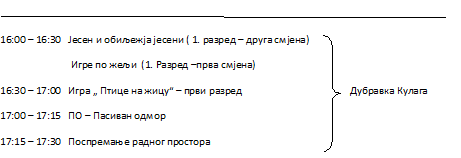 16:00 – 16:30 Јесен и обиљежја јесени ( 1. разред – друга смјена)
Игре по жељи (1. Разред –прва смјена)
16:30 – 17:00 Игра „ Птице на жицу“ – први разред
Дубравка Кулага
17:00 – 17:15 ПО – Пасиван одмор
17:15 – 17:30 Поспремање радног простора